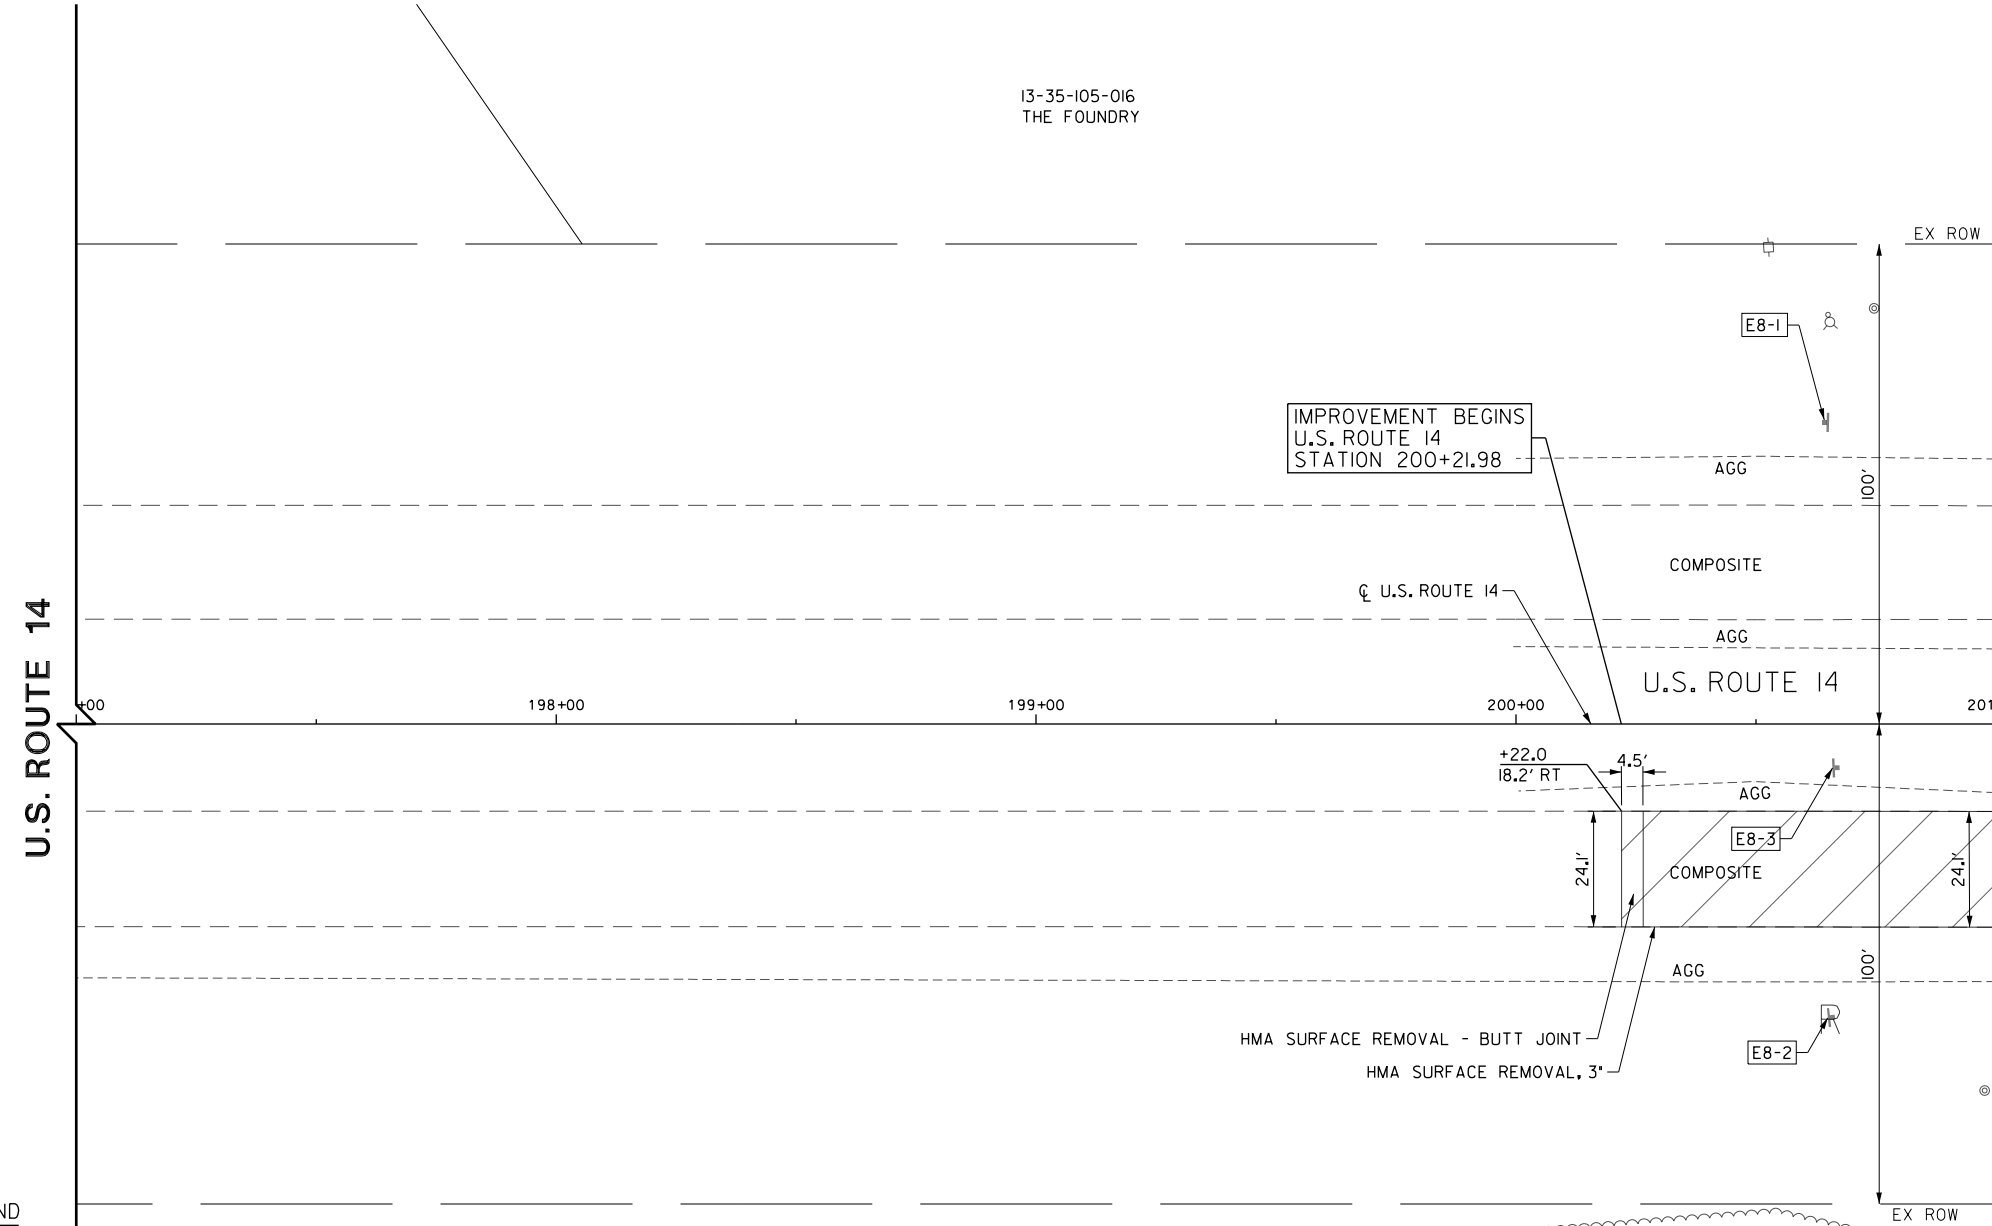 13-35-105-016
THE FOUNDRY
EX ROW
E8-1
IMPROVEMENT BEGINS
U.S. ROUTE 14
STATION 200+21.98
AGG
100'
COMPOSITE
℄ U.S. ROUTE 14
AGG
U.S. ROUTE 14
U.S. ROUTE 14
+00
198+00
199+00
200+00
201
+22.0
18.2' RT
4.5'
AGG
E8-3
24.1'
COMPOSITE
24.1'
AGG
100'
HMA SURFACE REMOVAL - BUTT JOINT
HMA SURFACE REMOVAL, 3"
E8-2
ND
EX ROW